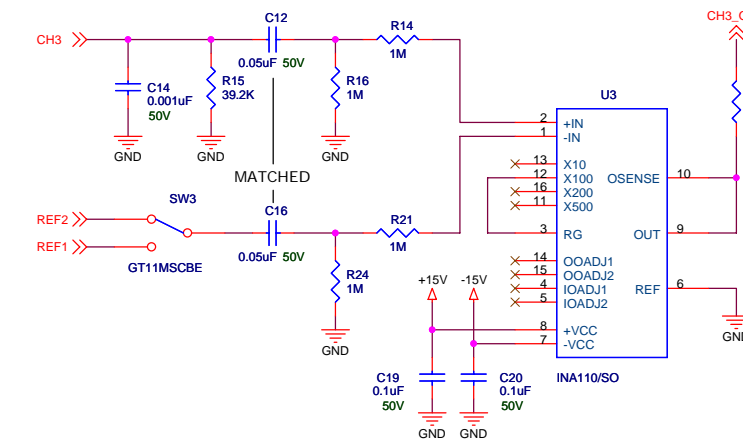 CH3
C12
0.05uF 50V
R14
1M
C14
0.001uF
50V
R15
39.2K
R16
1M
GND
GND
GND
MATCHED
SW3
REF2
REF1
GT11MSCBE
C16
0.05uF 50V
R21
1M
R24
1M
GND
U3
2 +IN
1 -IN
13 X10
12 X100
16 X200
11 X500
3 RG
14 OOADJ1
15 OOADJ2
4 IOADJ1
5 IOADJ2
8 +VCC
7 -VCC
OSENSE 10
OUT 9
REF 6
INA110/SO
+15V
-15V
C19
0.1uF
50V
C20
0.1uF
50V
GND
GND